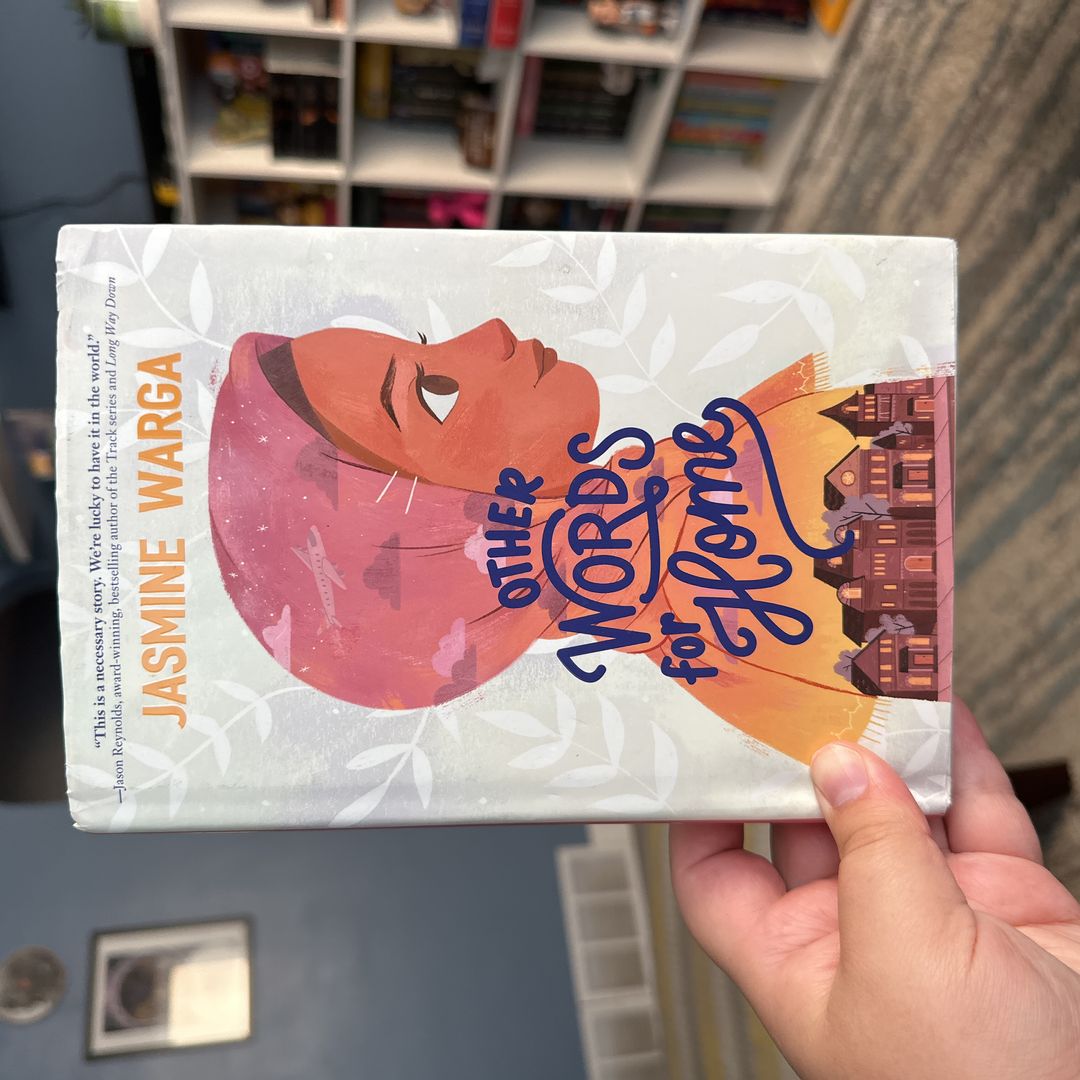 “This is a necessary story. We’re lucky to have it in the world.”
—Jason Reynolds, award-winning, bestselling author of the Track series and Long Way Down
JASMINE WARGA
OTHER
WORDS
for Home